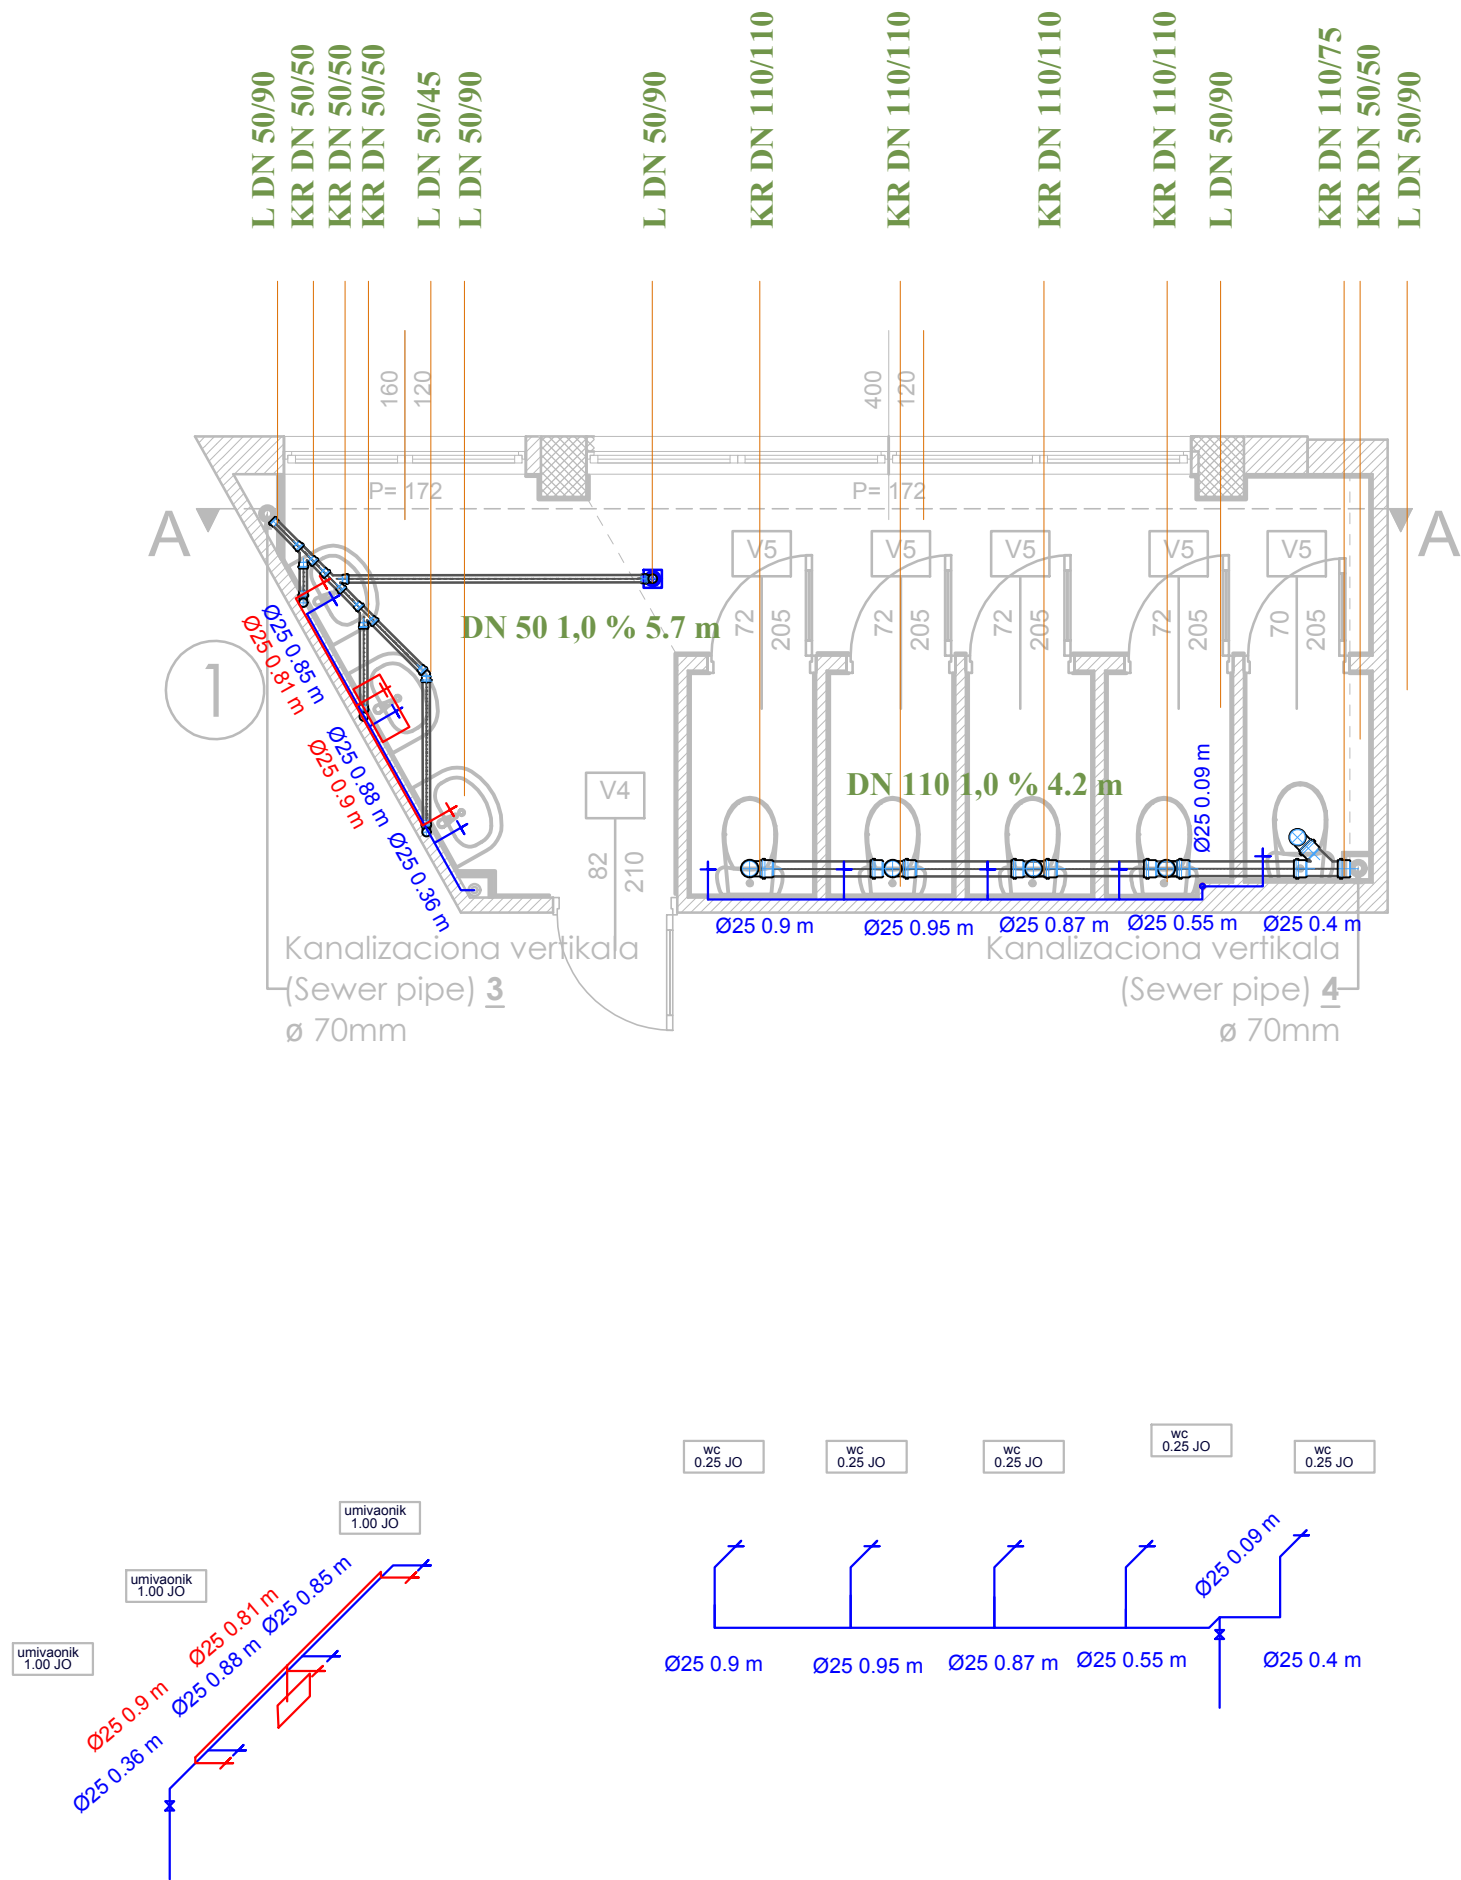 L DN 50/90
KR DN 50/50
KR DN 50/50
KR DN 50/50
L DN 50/45
L DN 50/90
L DN 50/90
KR DN 110/110
KR DN 110/110
KR DN 110/110
KR DN 110/110
L DN 50/90
KR DN 110/75
KR DN 50/50
L DN 50/90
160
120
400
120
P= 172
P= 172
A
A
V5
V5
V5
V5
V5
72
205
72
205
72
205
72
205
70
205
DN 50 1,0 % 5.7 m
1
Ø25 0.85 m
Ø25 0.81 m
Ø25 0.88 m
Ø25 0.9 m
Ø25 0.36 m
V4
82
210
DN 110 1,0 % 4.2 m
Ø25 0.09 m
Ø25 0.9 m
Ø25 0.95 m
Ø25 0.87 m
Ø25 0.55 m
Ø25 0.4 m
Kanalizaciona vertikala
(Sewer pipe) 3
ø 70mm
Kanalizaciona vertikala
(Sewer pipe) 4
ø 70mm
wc
0.25 JO
wc
0.25 JO
wc
0.25 JO
wc
0.25 JO
wc
0.25 JO
umivaonik
1.00 JO
umivaonik
1.00 JO
umivaonik
1.00 JO
Ø25 0.85 m
Ø25 0.81 m
Ø25 0.88 m
Ø25 0.9 m
Ø25 0.36 m
Ø25 0.09 m
Ø25 0.9 m
Ø25 0.95 m
Ø25 0.87 m
Ø25 0.55 m
Ø25 0.4 m